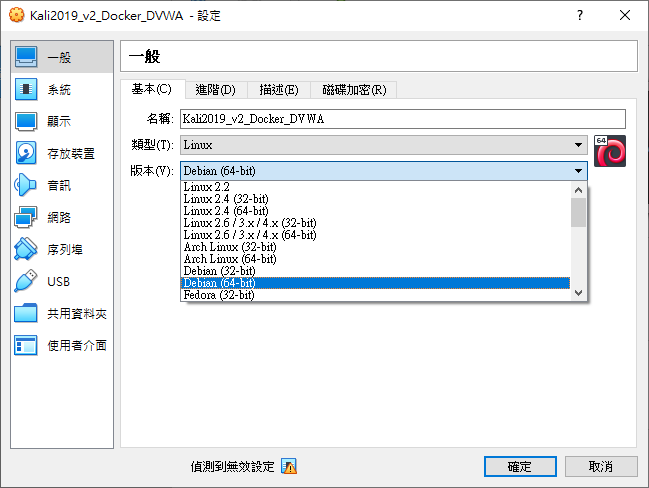 Kali2019_v2_Docker_DVWA - 設定
? ×
一般
系統
顯示
存放裝置
音訊
網路
序列埠
USB
共用資料夾
使用者介面
一般
基本(C) 進階(D) 描述(E) 磁碟加密(R)
名稱: Kali2019_v2_Docker_DVWA
類型(T): Linux
64
版本(V): Debian (64-bit)
Linux 2.2
Linux 2.4 (32-bit)
Linux 2.4 (64-bit)
Linux 2.6 / 3.x / 4.x (32-bit)
Linux 2.6 / 3.x / 4.x (64-bit)
Arch Linux (32-bit)
Arch Linux (64-bit)
Debian (32-bit)
Debian (64-bit)
Fedora (32-bit)
偵測到無效設定
確定 取消